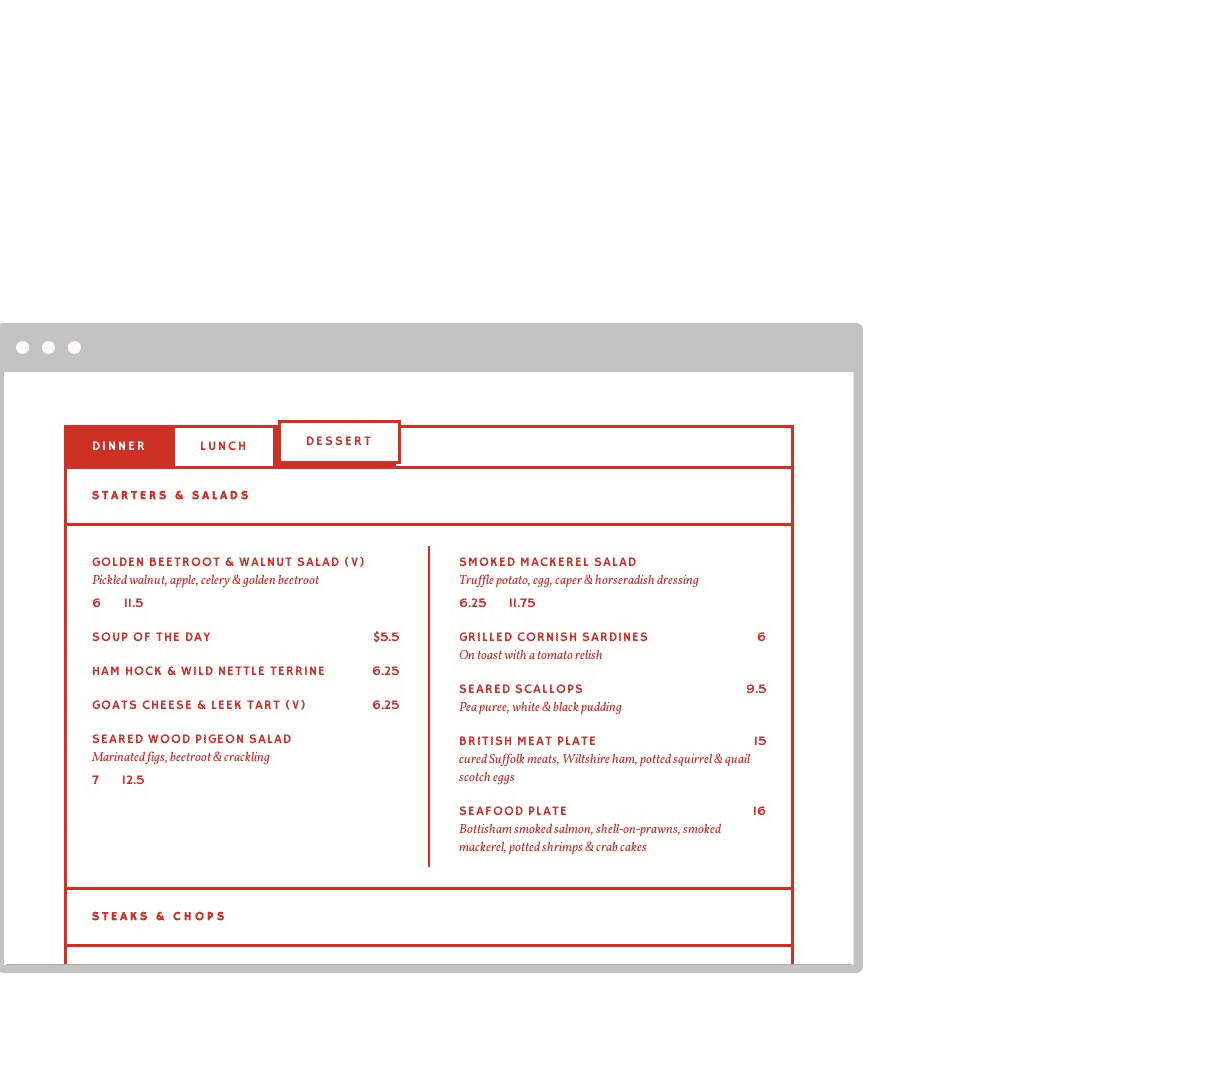 DINNER LUNCH DESSERT
STARTERS & SALADS
GOLDEN BEETROOT & WALNUT SALAD (V)
Pickled walnut, apple, celery & golden beetroot
6 11.5
SOUP OF THE DAY $5.5
HAM HOCK & WILD NETTLE TERRINE 6.25
GOATS CHEESE & LEEK TART (V) 6.25
SEARED WOOD PIGEON SALAD
Marinated figs, beetroot & crackling
7 12.5
SMOKED MACKEREL SALAD
Truffle potato, egg, caper & horseradish dressing
6.25 11.75
GRILLED CORNISH SARDINES 6
On toast with a tomato relish
SEARED SCALLOPS 9.5
Pea puree, white & black pudding
BRITISH MEAT PLATE 15
cured Suffolk meats, Wiltshire ham, potted squirrel & quail
scotch eggs
SEAFOOD PLATE 16
Bottisham smoked salmon, shell-on-prawns, smoked
mackerel, potted shrimps & crab cakes
STEAKS & CHOPS